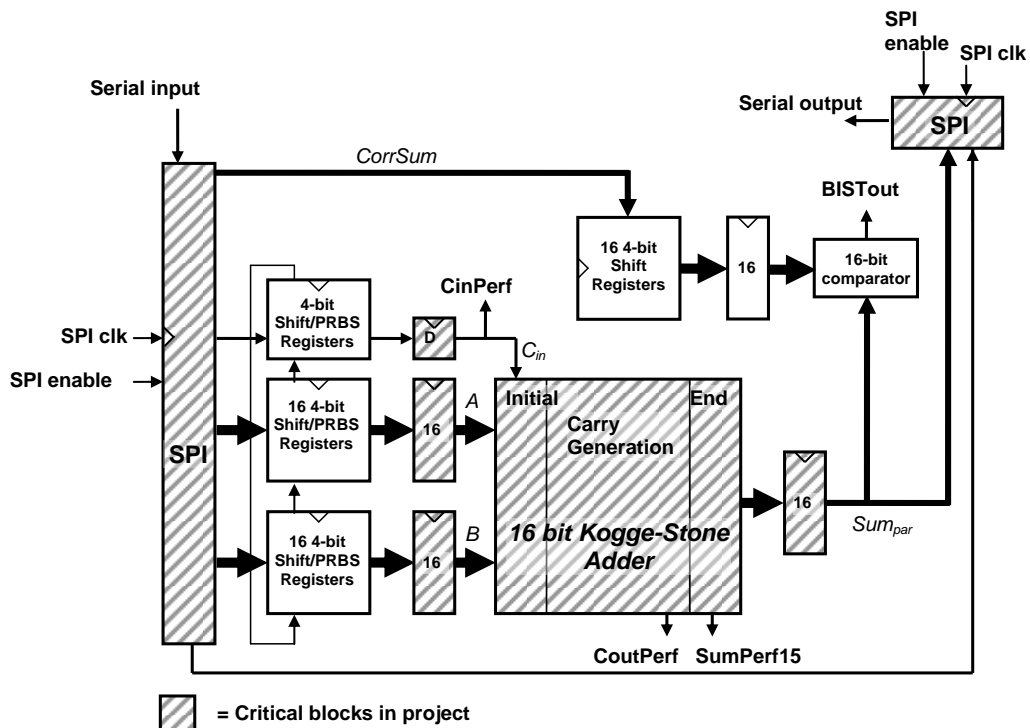 SPI
enable
SPI clk
Serial input
Serial output
SPI
CorrSum
BISTout
16 4-bit
Shift
Registers
16
16-bit
comparator
4-bit
Shift/PRBS
Registers
CinPerf
D
SPI clk
C_in
SPI enable
SPI
16 4-bit
Shift/PRBS
Registers
16
A
Initial
End
Carry
Generation
16 4-bit
Shift/PRBS
Registers
16
B
16 bit Kogge-Stone
Adder
16
Sum_par
CoutPerf
SumPerf15
= Critical blocks in project